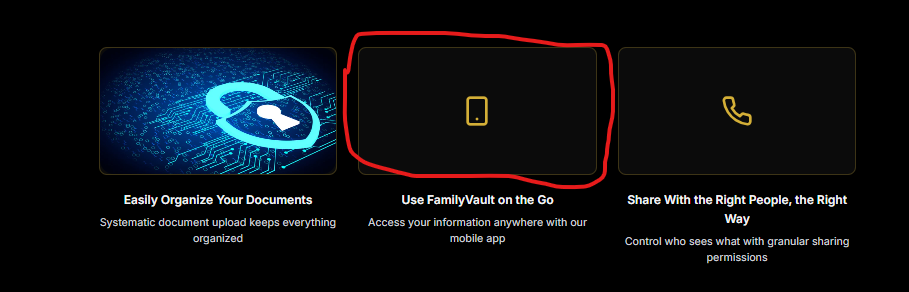 Easily Organize Your Documents
Systematic document upload keeps everything
organized
Use FamilyVault on the Go
Access your information anywhere with our
mobile app
Share With the Right People, the Right
Way
Control who sees what with granular sharing
permissions